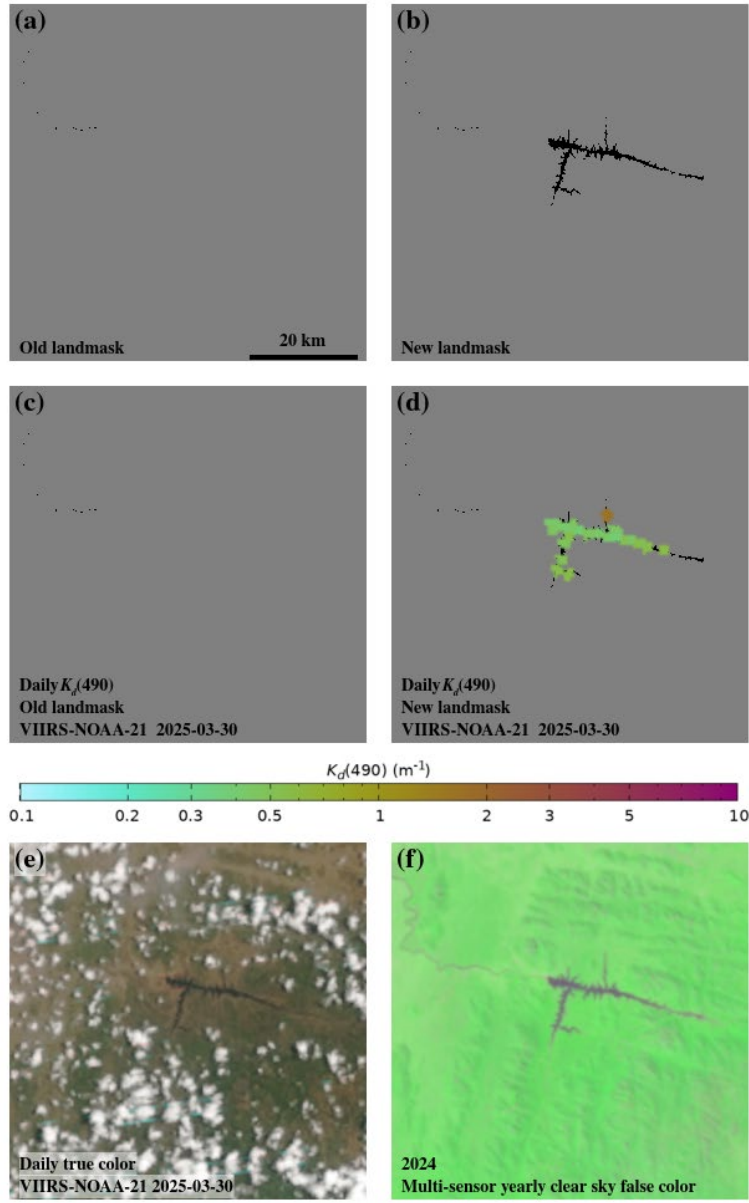 (a)
(b)
Old landmask
20 km
New landmask
(c)
(d)
Daily Kd(490)
Old landmask
VIIRS-NOAA-21 2025-03-30
Daily Kd(490)
New landmask
VIIRS-NOAA-21 2025-03-30
Kd(490) (m-1)
0.1 0.2 0.3 0.5 1 2 3 5 10
(e)
(f)
Daily true color
VIIRS-NOAA-21 2025-03-30
2024
Multi-sensor yearly clear sky false color